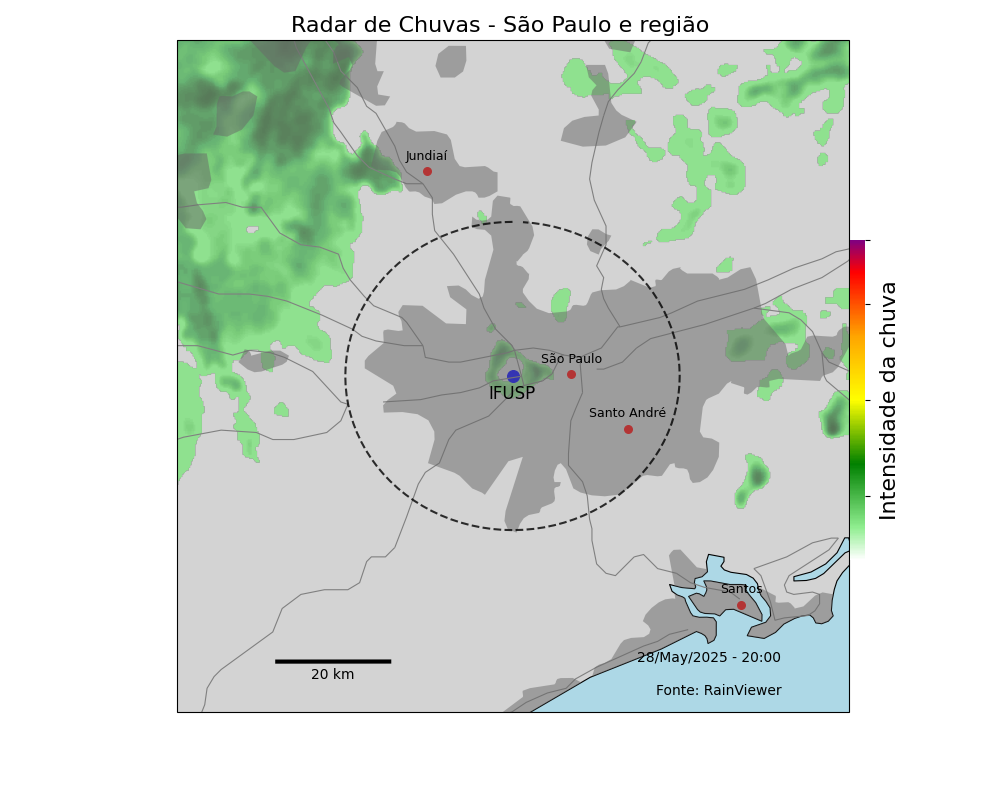 Radar de Chuvas - São Paulo e região
Jundiaí
São Paulo
IFUSP
Santo André
Intensidade da chuva
Santos
28/May/2025 - 20:00
20 km
Fonte: RainViewer